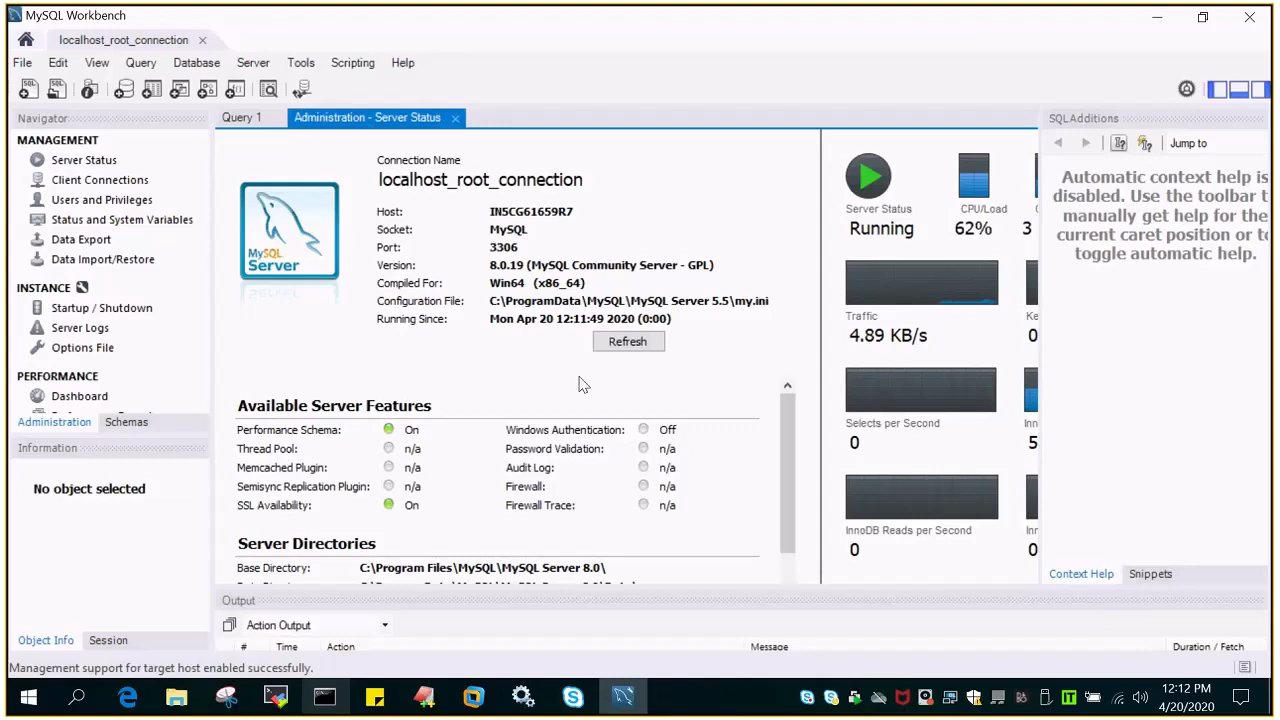 MySQL Workbench
localhost_root_connection
File Edit View Query Database Server Tools Scripting Help
Navigator
MANAGEMENT
Server Status
Client Connections
Users and Privileges
Status and System Variables
Data Export
Data Import/Restore
INSTANCE
Startup / Shutdown
Server Logs
Options File
PERFORMANCE
Dashboard
Administration Schemas
Information
No object selected
Object Info Session
Query 1 Administration - Server Status
MySQL
Server
Connection Name
localhost_root_connection
Host: IN5CG61659R7
Socket: MySQL
Port: 3306
Version: 8.0.19 (MySQL Community Server - GPL)
Compiled For: Win64 (x86_64)
Configuration File: C:\ProgramData\MySQL\MySQL Server 5.5\my.ini
Running Since: Mon Apr 20 12:11:49 2020 (0:00)
Refresh
Available Server Features
Performance Schema: On Windows Authentication: Off
Thread Pool: n/a Password Validation: n/a
Memcached Plugin: n/a Audit Log: n/a
Semisync Replication Plugin: n/a Firewall: n/a
SSL Availability: On Firewall Trace: n/a
Server Directories
Base Directory: C:\Program Files\MySQL\MySQL Server 8.0\
Server Status CPU/Load
Running 62% 3
Traffic Ke
4.89 KB/s 0
Selects per Second Inn
0 5
InnoDB Reads per Second Inn
0 0
SQLAdditions
Jump to
Automatic context help is
disabled. Use the toolbar t
manually get help for the
current caret position or to
toggle automatic help.
Context Help Snippets
Output
Action Output
# Time Action Message Duration / Fetch
Management support for target host enabled successfully.
12:12 PM
4/20/2020